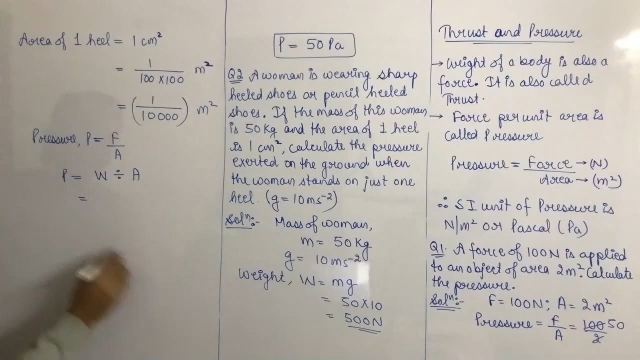 Thrust and Pressure
→ Weight of a body is also a
force. It is also called
Thrust.
→ Force per unit area is
called Pressure
Pressure = Force → (N)
Area → (m²)
∴ SI unit of Pressure is
N/m² or Pascal (Pa)
Q1. A force of 100N is applied
to an object of area 2m². Calculate
the pressure.
Solⁿ:- F = 100N; A = 2m²
Pressure = F/A = 100/2 50
P = 50 Pa
Q2 A woman is wearing sharp
heeled shoes or pencil heeled
shoes. If the mass of this woman
is 50 Kg and the area of 1 heel
is 1 cm², calculate the pressure
exerted on the ground when
the woman stands on just one
heel. (g = 10ms⁻²)
Solⁿ:- Mass of woman,
m = 50 Kg
g = 10ms⁻²
Weight, W = mg
= 50×10
= 500N
Area of 1 heel = 1 cm²
= 1/100×100 m²
= (1/10000) m²
Pressure, P = F/A
P = W ÷ A
=